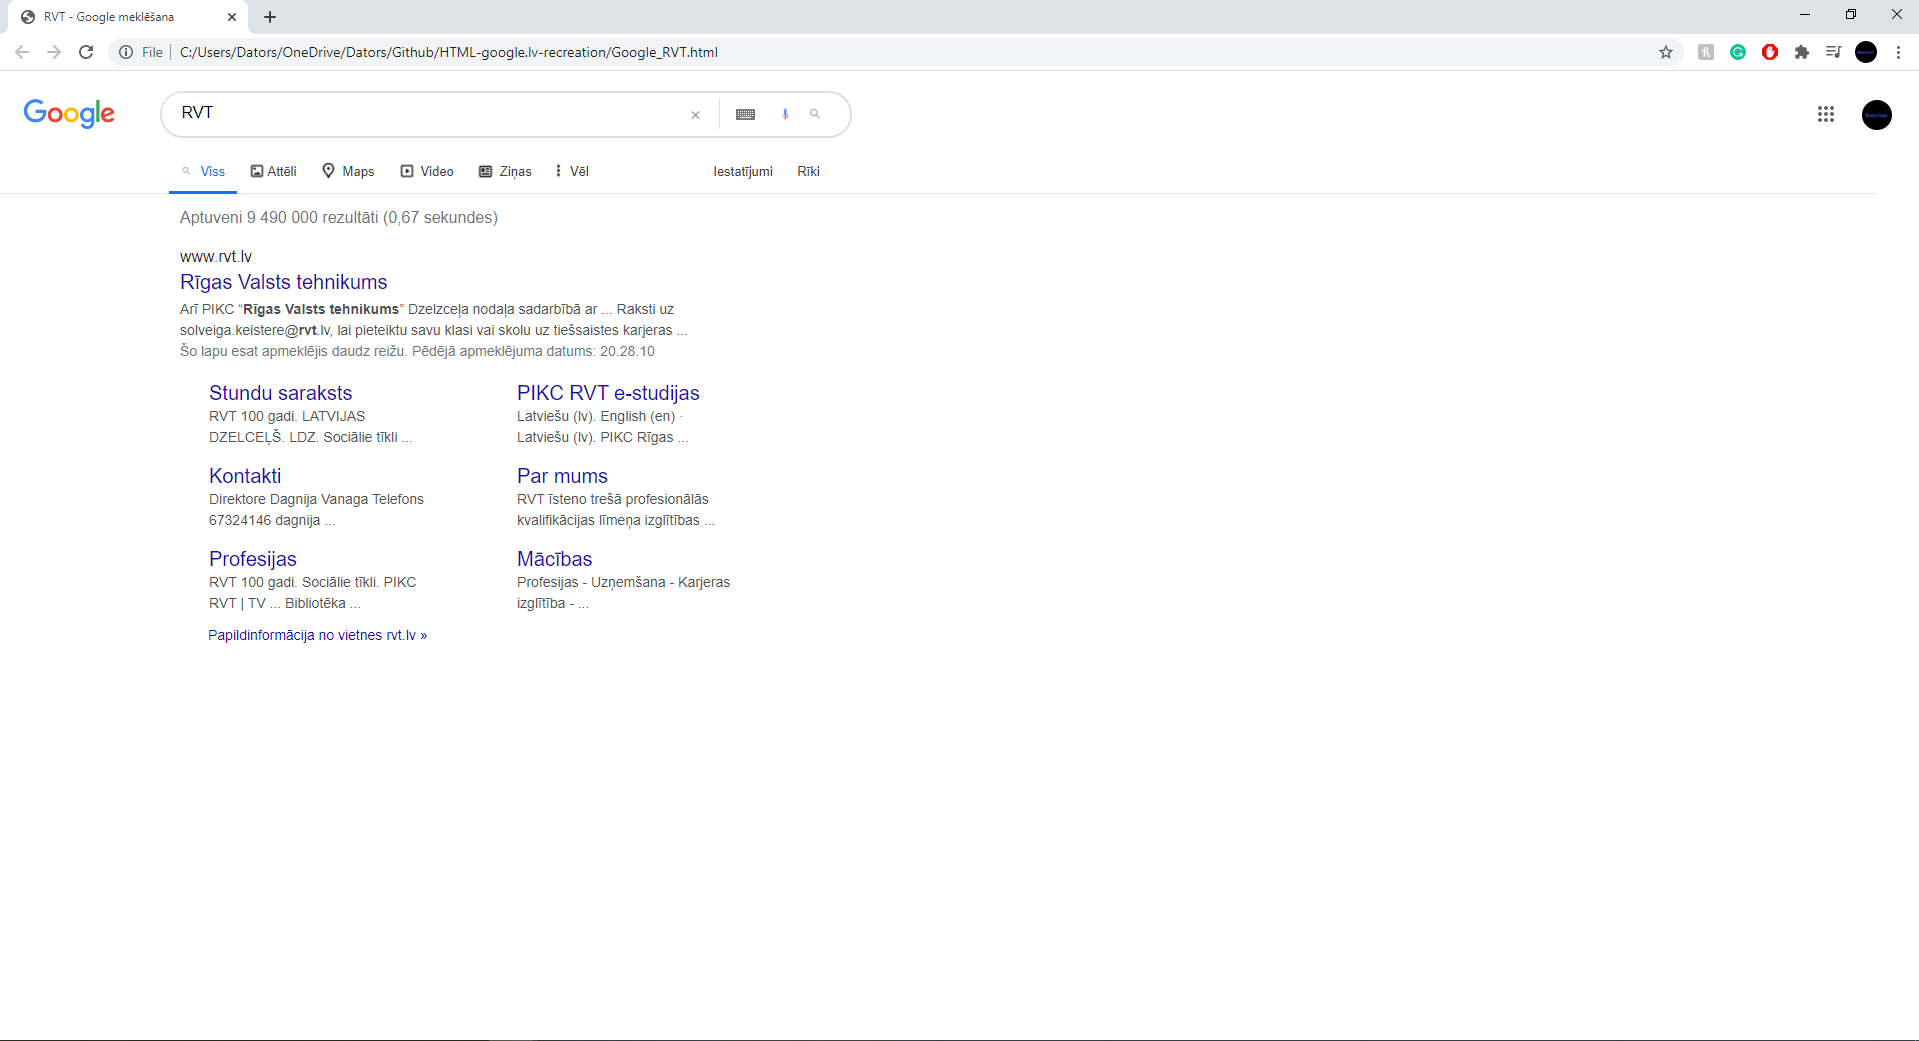 RVT - Google meklēšana
File C:/Users/Dators/OneDrive/Dators/Github/HTML-google.lv-recreation/Google_RVT.html
Google
RVT
Viss Attēli Maps Video Ziņas Vēl Iestatījumi Rīki
Aptuveni 9 490 000 rezultāti (0,67 sekundes)
www.rvt.lv
Rīgas Valsts tehnikums
Arī PIKC “Rīgas Valsts tehnikums” Dzelzceļa nodaļa sadarbībā ar ... Raksti uz
solveiga.keistere@rvt.lv, lai pieteiktu savu klasi vai skolu uz tiešsaistes karjeras ...
Šo lapu esat apmeklējis daudz reižu. Pēdējā apmeklējuma datums: 20.28.10
Stundu saraksts
RVT 100 gadi. LATVIJAS
DZELCEĻŠ. LDZ. Sociālie tīkli ...
PIKC RVT e-studijas
Latviešu (lv). English (en) ·
Latviešu (lv). PIKC Rīgas ...
Kontakti
Direktore Dagnija Vanaga Telefons
67324146 dagnija ...
Par mums
RVT īsteno trešā profesionālās
kvalifikācijas līmeņa izglītības ...
Profesijas
RVT 100 gadi. Sociālie tīkli. PIKC
RVT | TV ... Bibliotēka ...
Mācības
Profesijas - Uzņemšana - Karjeras
izglītība - ...
Papildinformācija no vietnes rvt.lv »